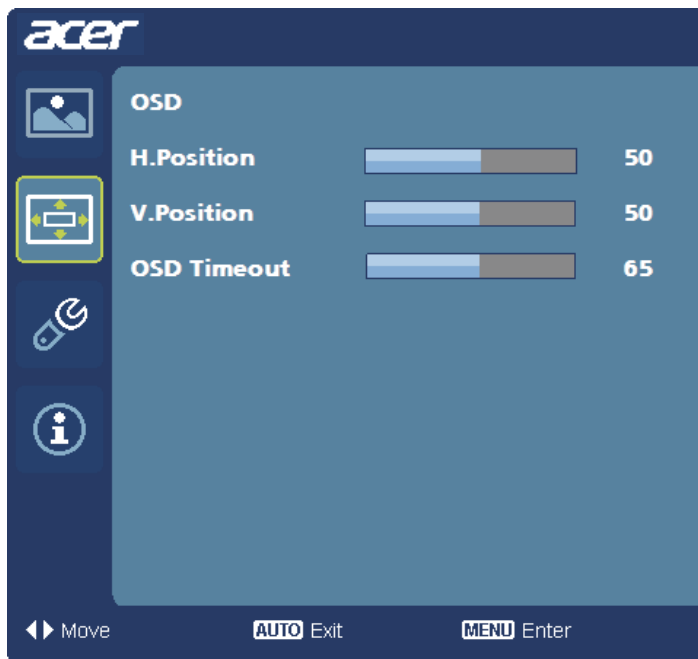 acer
OSD
H.Position 50
V.Position 50
OSD Timeout 65
Move AUTO Exit MENU Enter